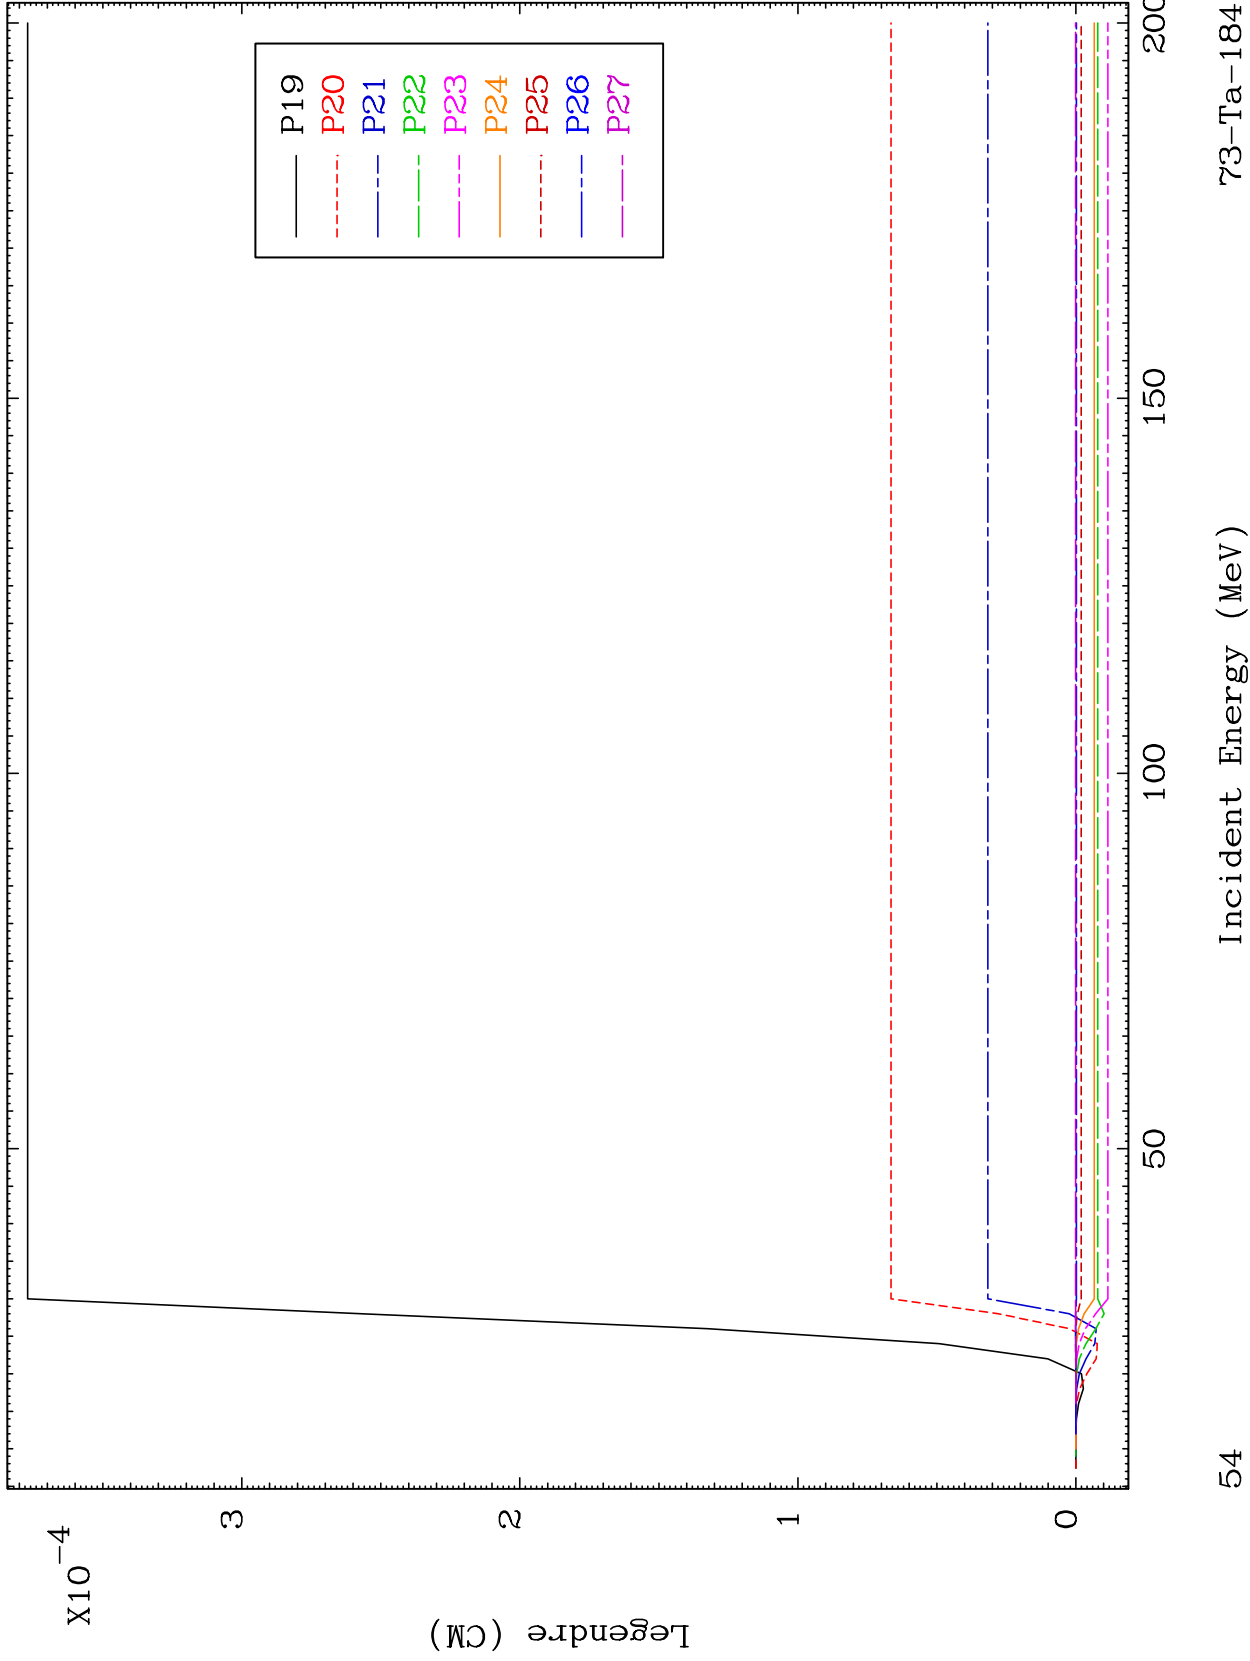 X10-4
3
2
1
0
Legendre (CM)
P19
P20
P21
P22
P23
P24
P25
P26
P27
50
100
150
200
54
Incident Energy (MeV)
73-Ta-184